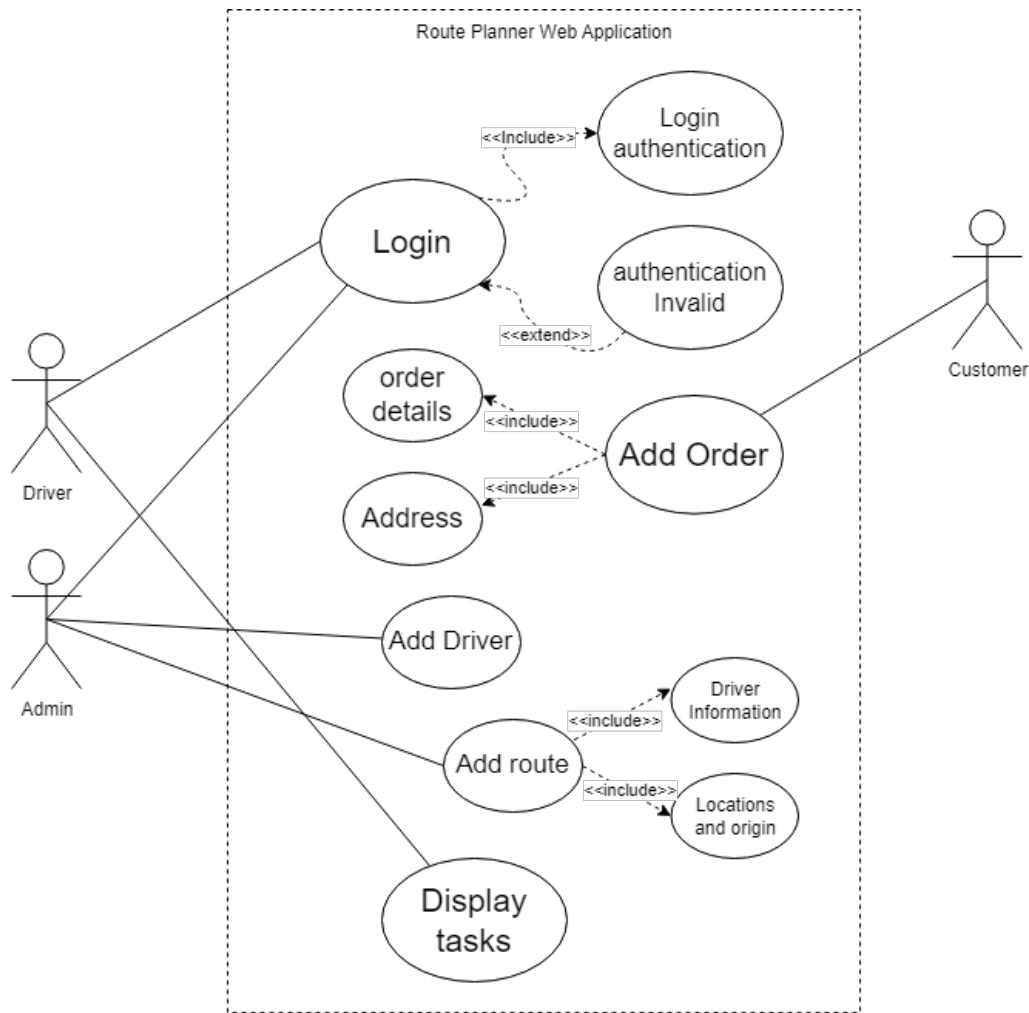 Route Planner Web Application
Login
authentication
<<Include>>
Login
authentication
Invalid
<<extend>>
Customer
order
details
<<include>>
Add Order
<<include>>
Address
Driver
Add Driver
Admin
Driver
Information
<<include>>
Add route
<<include>>
Locations
and origin
Display
tasks